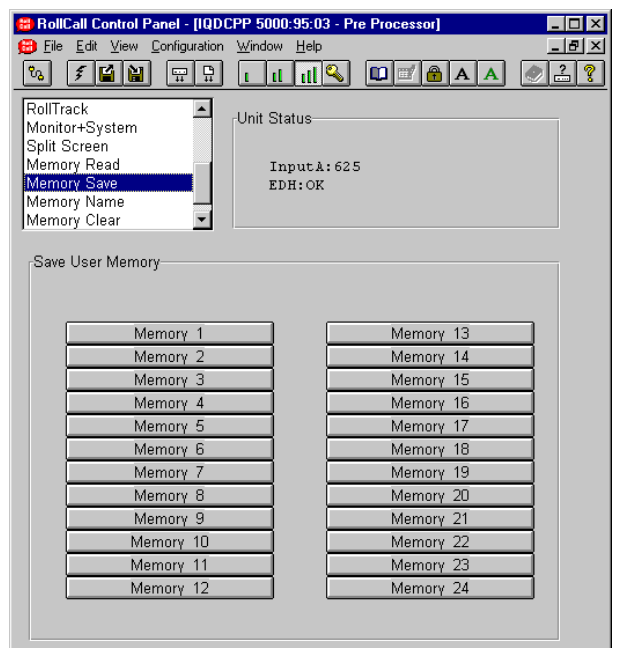 RollCall Control Panel - [IQDCPP 5000:95:03 - Pre Processor]
File Edit View Configuration Window Help
A A ? ?
RollTrack
Monitor+System
Split Screen
Memory Read
Memory Save
Memory Name
Memory Clear
Unit Status
InputA:625
EDH:OK
Save User Memory
Memory 1
Memory 2
Memory 3
Memory 4
Memory 5
Memory 6
Memory 7
Memory 8
Memory 9
Memory 10
Memory 11
Memory 12
Memory 13
Memory 14
Memory 15
Memory 16
Memory 17
Memory 18
Memory 19
Memory 20
Memory 21
Memory 22
Memory 23
Memory 24